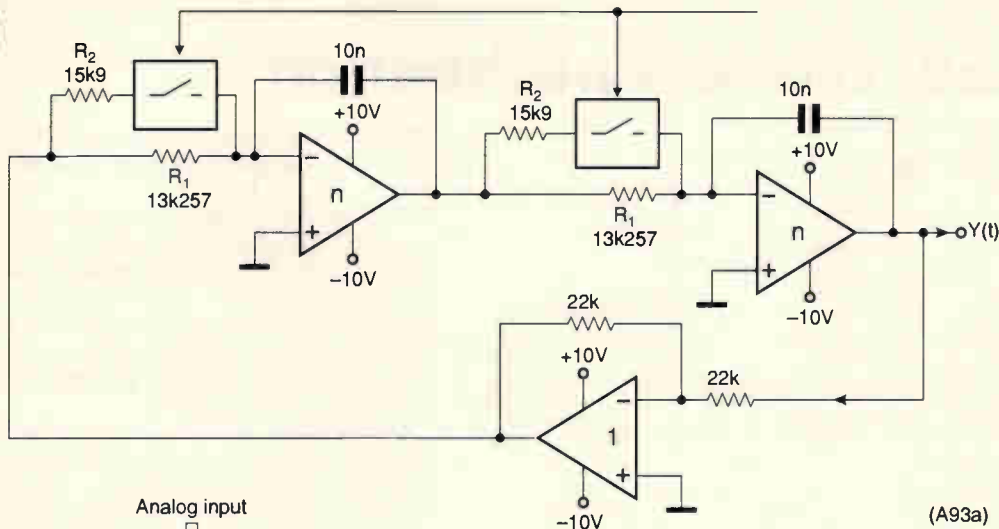 R2
15k9
R1
13k257
10n
+10V
−
n
+
−10V
R2
15k9
R1
13k257
10n
+10V
−
n
+
−10V
Y(t)
22k
+10V
22k
−
1
+
−10V
Analog input
(A93a)